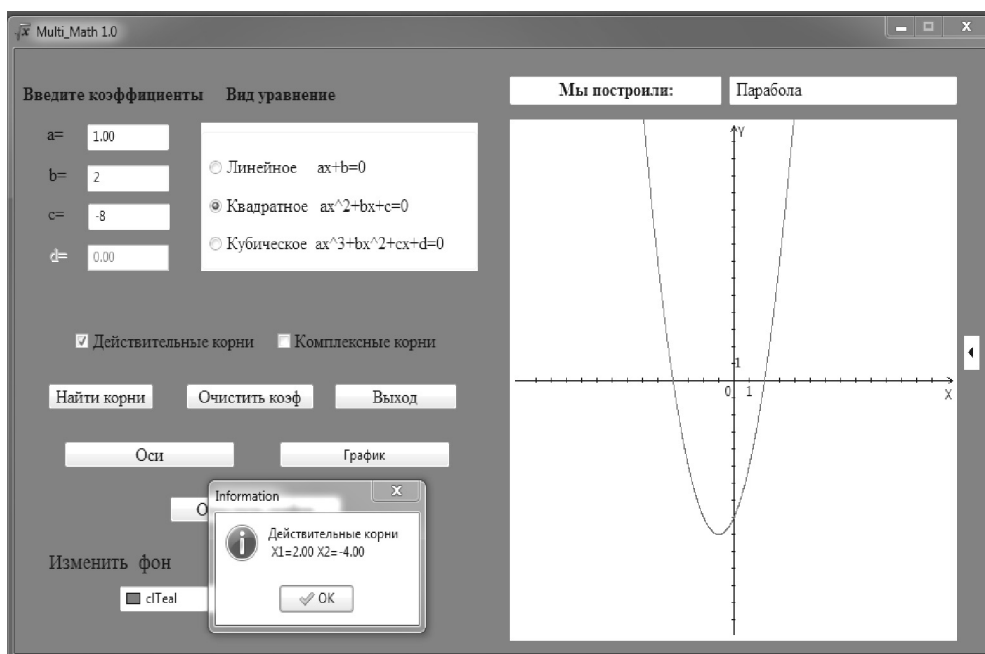 Multi_Math 1.0
Введите коэффициенты Вид уравнение
a= 1.00
b= 2
c= -8
d= 0.00
Линейное ax+b=0
Квадратное ax^2+bx+c=0
Кубическое ax^3+bx^2+cx+d=0
Действительные корни Комплексные корни
Найти корни Очистить коэф Выход
Оси График
Information
Действительные корни
X1=2.00 X2=-4.00
OK
Изменить фон
clTeal
Мы построили: Парабола
Y
1
0 1
X